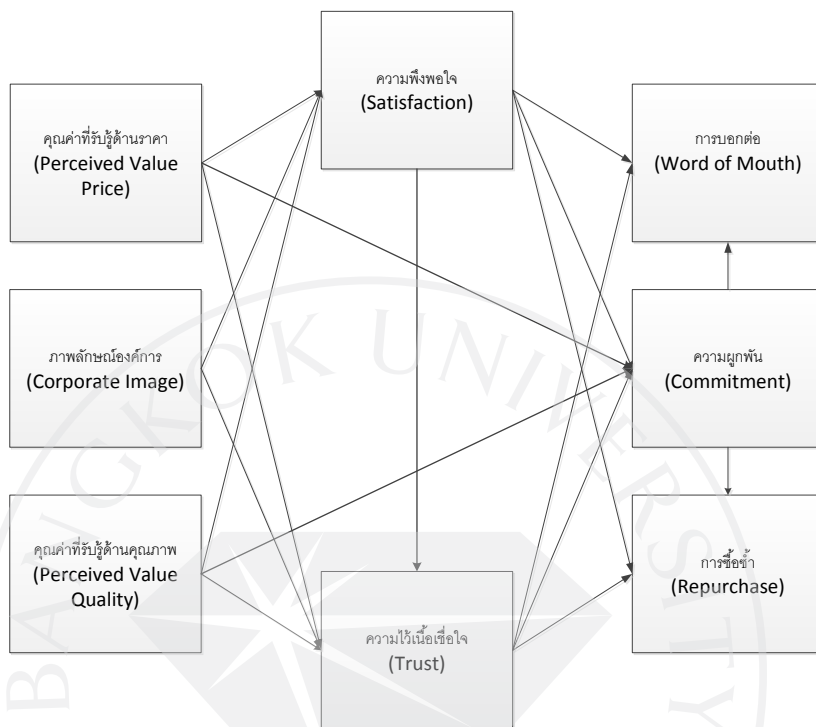 ความพึงพอใจ
(Satisfaction)
คุณค่าที่รับรู้ด้านราคา
(Perceived Value
Price)
การบอกต่อ
(Word of Mouth)
ภาพลักษณ์องค์การ
(Corporate Image)
ความผูกพัน
(Commitment)
คุณค่าที่รับรู้ด้านคุณภาพ
(Perceived Value
Quality)
การซื้อซ้ำ
(Repurchase)
ความไว้เนื้อเชื่อใจ
(Trust)
BANGKOK UNIVERSITY